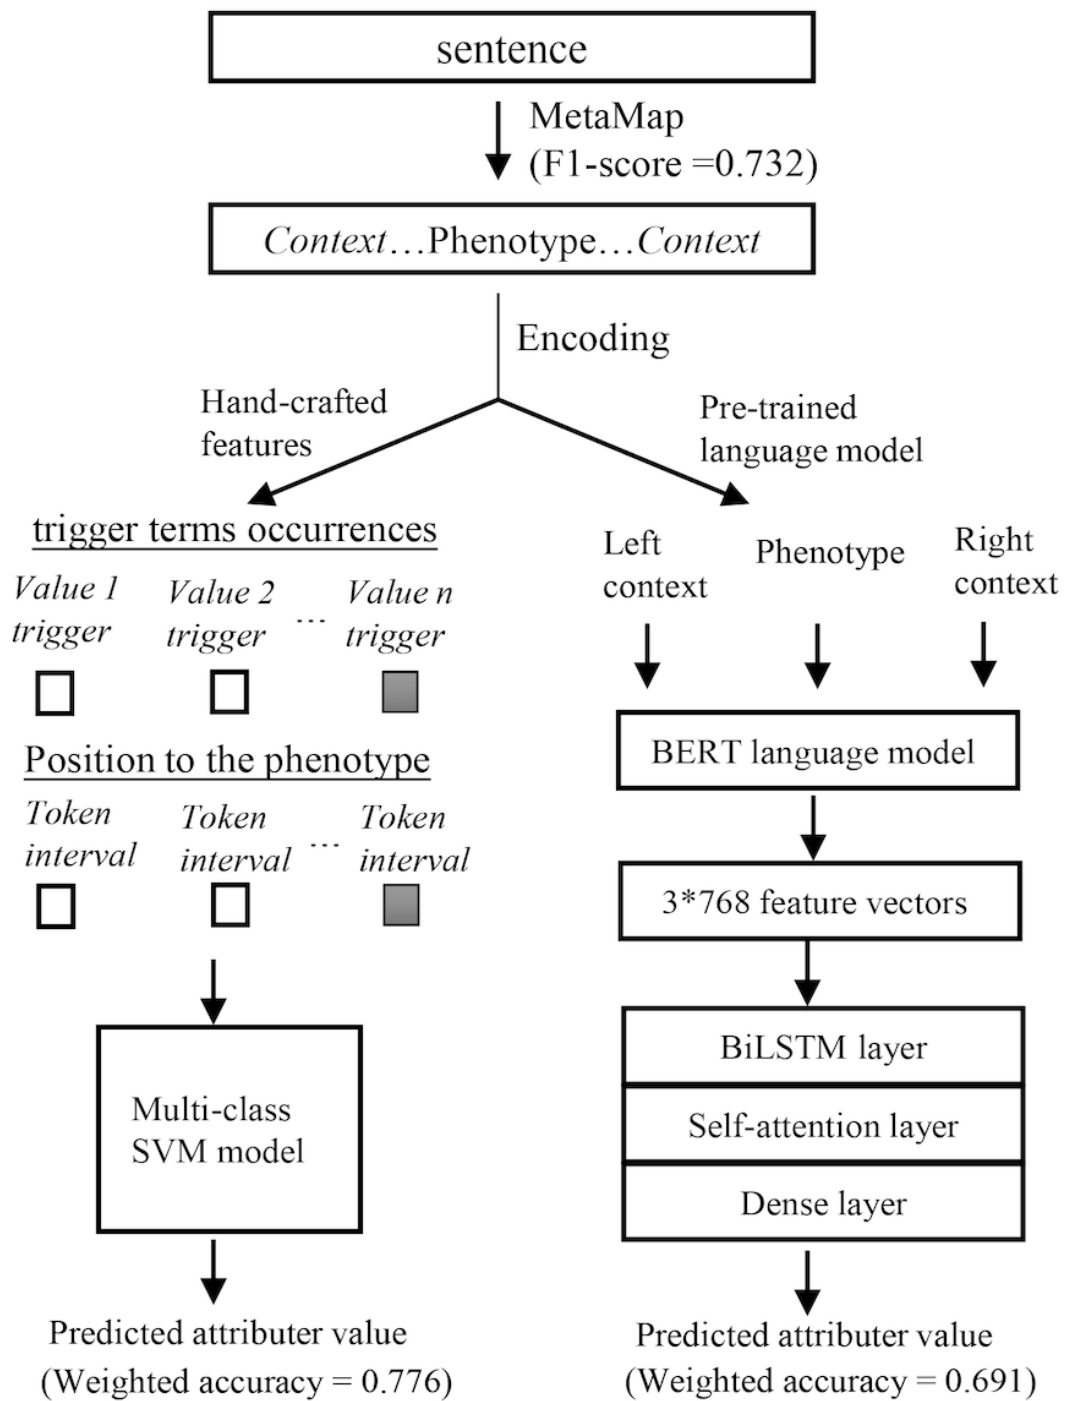 sentence
MetaMap
(F1-score =0.732)
Context…Phenotype…Context
Encoding
Hand-crafted
features
Pre-trained
language model
trigger terms occurrences
Value 1
trigger
Value 2
trigger
...
Value n
trigger
Position to the phenotype
Token
interval
Token
interval
...
Token
interval
Multi-class
SVM model
Predicted attributer value
(Weighted accuracy = 0.776)
Left
context
Phenotype
Right
context
BERT language model
3*768 feature vectors
BiLSTM layer
Self-attention layer
Dense layer
Predicted attributer value
(Weighted accuracy = 0.691)